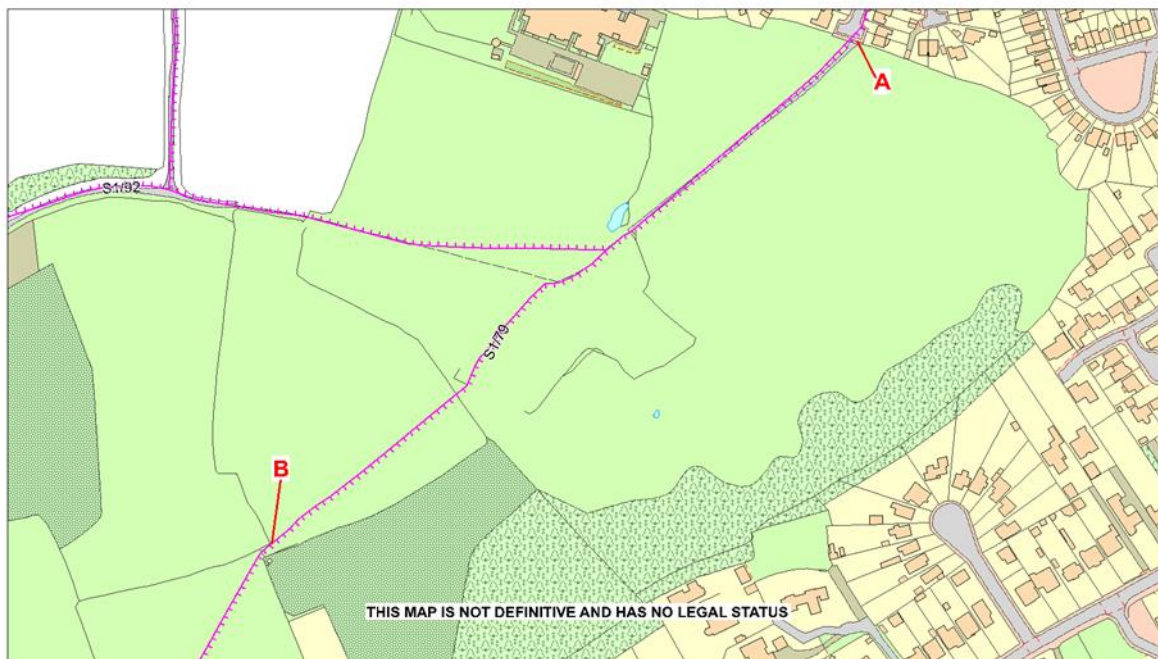 A
S1/92
S1/79
B
THIS MAP IS NOT DEFINITIVE AND HAS NO LEGAL STATUS